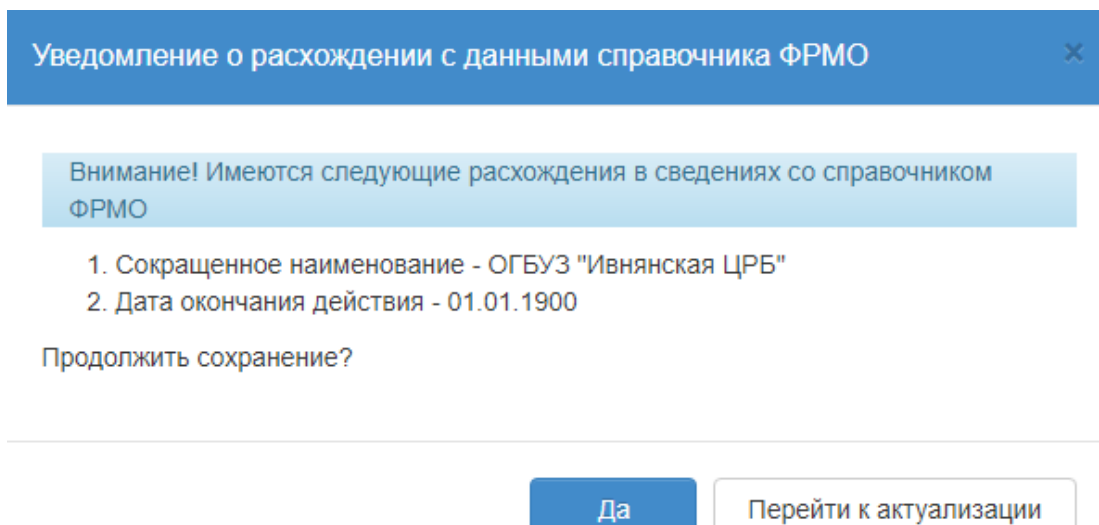 Уведомление о расхождении с данными справочника ФРМО ×
Внимание! Имеются следующие расхождения в сведениях со справочником
ФРМО
1. Сокращенное наименование - ОГБУЗ "Ивнянская ЦРБ"
2. Дата окончания действия - 01.01.1900
Продолжить сохранение?
Да Перейти к актуализации